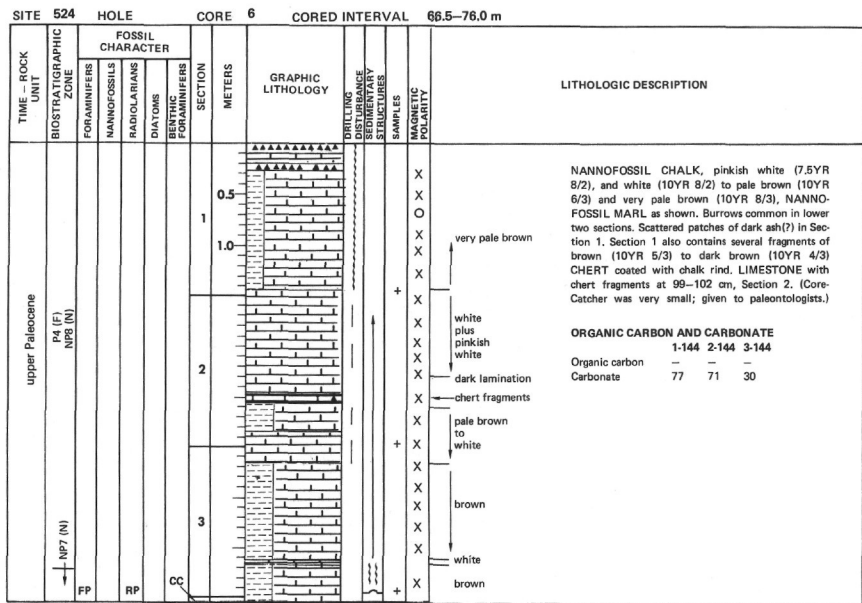 SITE 524 HOLE CORE 6 CORED INTERVAL 66.5–76.0 m
TIME – ROCK UNIT
BIOSTRATIGRAPHIC ZONE
FOSSIL CHARACTER
FORAMINIFERS
NANNOFOSSILS
RADIOLARIANS
DIATOMS
BENTHIC FORAMINIFERS
SECTION
METERS
GRAPHIC LITHOLOGY
DRILLING DISTURBANCE
SEDIMENTARY STRUCTURES
SAMPLES
MAGNETIC POLARITY
LITHOLOGIC DESCRIPTION
upper Paleocene
P4 (F)
NP8 (N)
NP7 (N)
FP
RP
CC
1
0.5
1.0
2
3
X
X
O
X
X
X
+
X
X
X
X
X
X
X
+
X
X
X
X
X
X
X
+
very pale brown
white
plus
pinkish
white
dark lamination
chert fragments
pale brown
to
white
brown
white
brown
NANNOFOSSIL CHALK, pinkish white (7.5YR
8/2), and white (10YR 8/2) to pale brown (10YR
6/3) and very pale brown (10YR 8/3), NANNO-
FOSSIL MARL as shown. Burrows common in lower
two sections. Scattered patches of dark ash(?) in Sec-
tion 1. Section 1 also contains several fragments of
brown (10YR 5/3) to dark brown (10YR 4/3)
CHERT coated with chalk rind. LIMESTONE with
chert fragments at 99–102 cm, Section 2. (Core-
Catcher was very small; given to paleontologists.)
ORGANIC CARBON AND CARBONATE
1-144 2-144 3-144
Organic carbon – – –
Carbonate 77 71 30